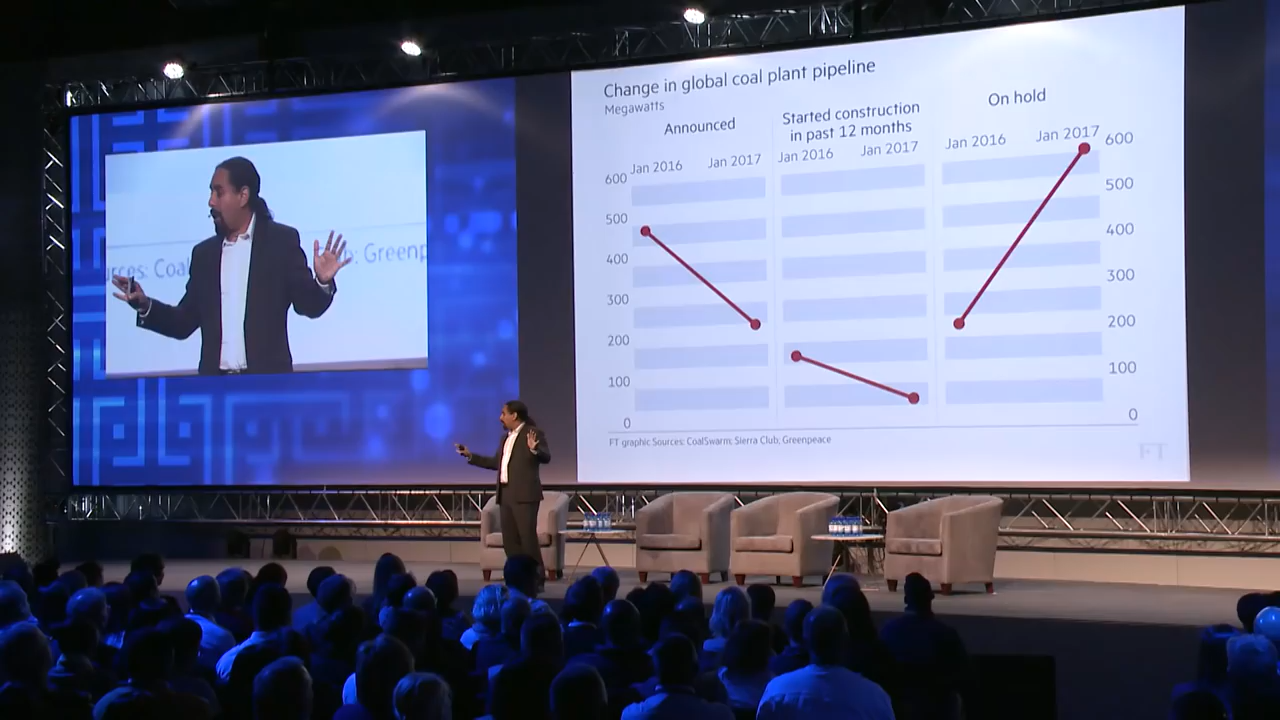 Change in global coal plant pipeline
Megawatts
Announced
Started construction
in past 12 months
On hold
Jan 2016 Jan 2017
Jan 2016 Jan 2017
Jan 2016 Jan 2017
600
500
400
300
200
100
0
600
500
400
300
200
100
0
FT graphic Sources: CoalSwarm; Sierra Club; Greenpeace
FT
urces: Coal
b; Greenp